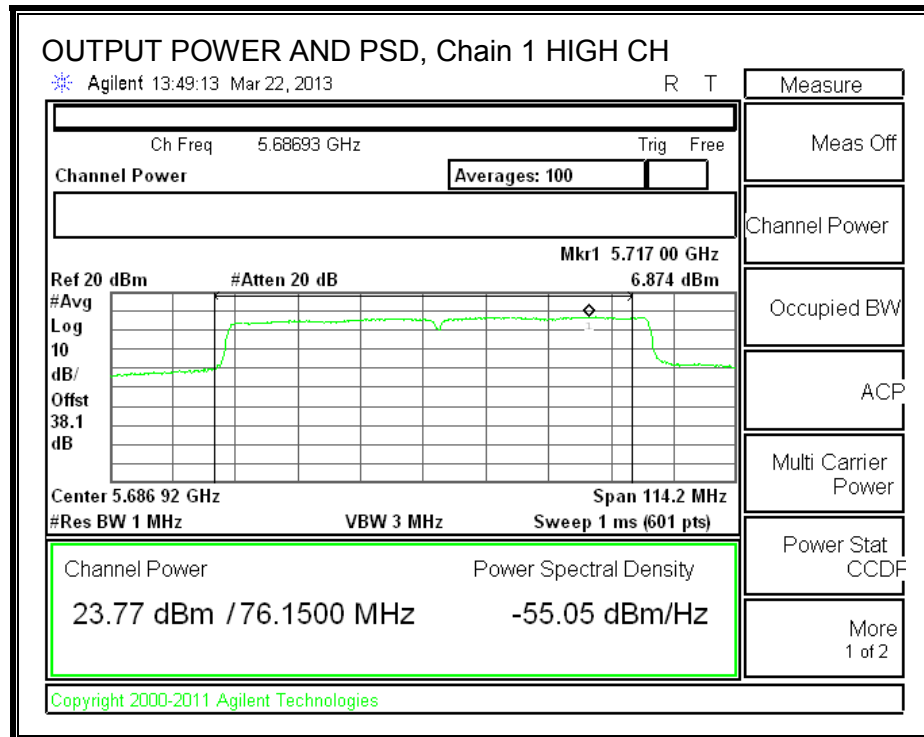 OUTPUT POWER AND PSD, Chain 1 HIGH CH
Agilent 13:49:13 Mar 22, 2013 R T
Measure
Ch Freq 5.68693 GHz Trig Free
Meas Off
Channel Power Averages: 100
Channel Power
Mkr1 5.717 00 GHz
Ref 20 dBm #Atten 20 dB 6.874 dBm
#Avg
Log
10
dB/
Offst
38.1
dB
1
Occupied BW
ACP
Multi Carrier
Power
Center 5.686 92 GHz Span 114.2 MHz
#Res BW 1 MHz VBW 3 MHz Sweep 1 ms (601 pts)
Power Stat
CCDF
Channel Power Power Spectral Density
23.77 dBm / 76.1500 MHz -55.05 dBm/Hz
More
1 of 2
Copyright 2000-2011 Agilent Technologies